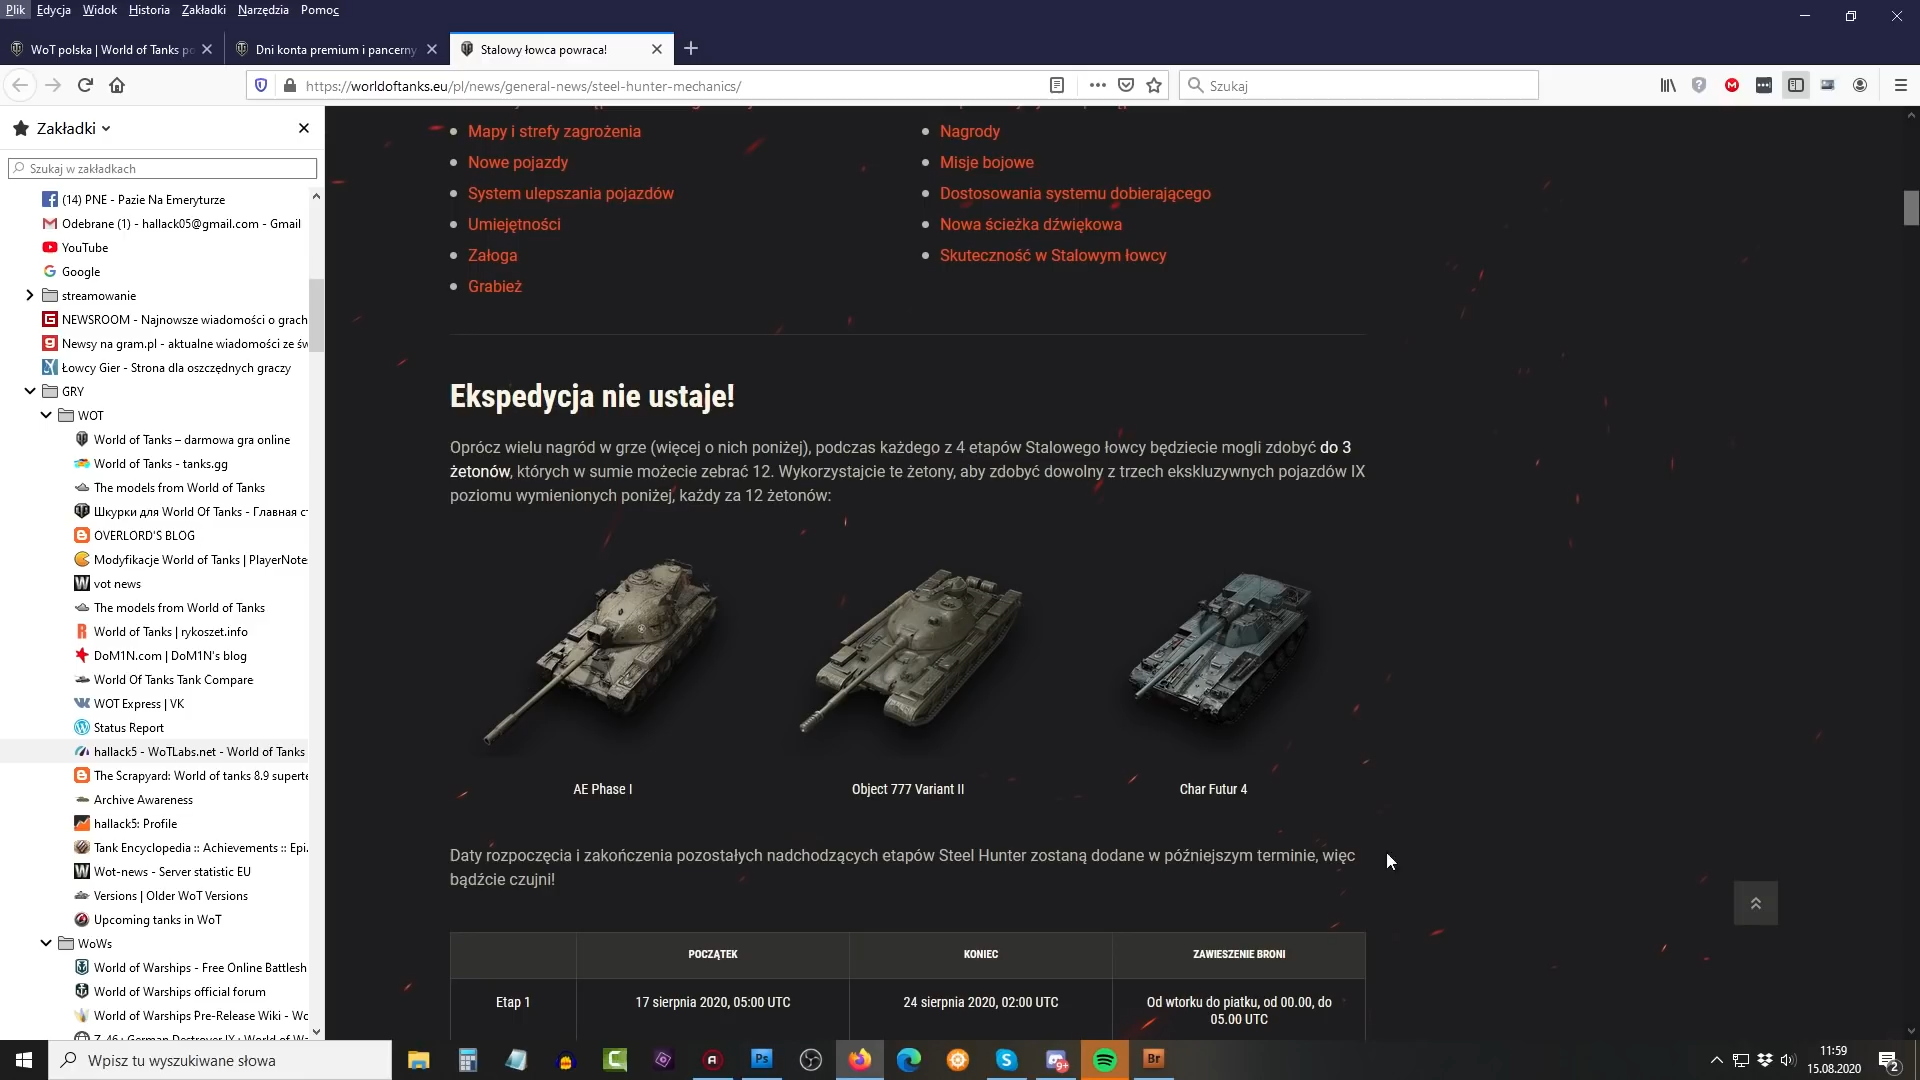 Plik Edycja Widok Historia Zakładki Narzędzia Pomoc
WoT polska | World of Tanks po
Dni konta premium i pancerny
Stalowy łowca powraca!
https://worldoftanks.eu/pl/news/general-news/steel-hunter-mechanics/
Szukaj
Zakładki
Szukaj w zakładkach
(14) PNE - Pazie Na Emeryturze
Odebrane (1) - hallack05@gmail.com - Gmail
YouTube
Google
streamowanie
NEWSROOM - Najnowsze wiadomości o grach
Newsy na gram.pl - aktualne wiadomości ze św
Łowcy Gier - Strona dla oszczędnych graczy
GRY
WOT
World of Tanks – darmowa gra online
World of Tanks - tanks.gg
The models from World of Tanks
Шкурки для World Of Tanks - Главная ст
OVERLORD'S BLOG
Modyfikacje World of Tanks | PlayerNote
vot news
The models from World of Tanks
World of Tanks | rykoszet.info
DoM1N.com | DoM1N's blog
World Of Tanks Tank Compare
WOT Express | VK
Status Report
hallack5 - WoTLabs.net - World of Tanks
The Scrapyard: World of tanks 8.9 superte
Archive Awareness
hallack5: Profile
Tank Encyclopedia :: Achievements :: Epi.
Wot-news - Server statistic EU
Versions | Older WoT Versions
Upcoming tanks in WoT
WoWs
World of Warships - Free Online Battlesh
World of Warships official forum
World of Warships Pre-Release Wiki - Wc
Z-46 : German Destroyer IX : World of Wa
Mapy i strefy zagrożenia
Nowe pojazdy
System ulepszania pojazdów
Umiejętności
Załoga
Grabież
Nagrody
Misje bojowe
Dostosowania systemu dobierającego
Nowa ścieżka dźwiękowa
Skuteczność w Stalowym łowcy
Ekspedycja nie ustaje!
Oprócz wielu nagród w grze (więcej o nich poniżej), podczas każdego z 4 etapów Stalowego łowcy będziecie mogli zdobyć do 3
żetonów, których w sumie możecie zebrać 12. Wykorzystajcie te żetony, aby zdobyć dowolny z trzech ekskluzywnych pojazdów IX
poziomu wymienionych poniżej, każdy za 12 żetonów:
AE Phase I
Object 777 Variant II
Char Futur 4
Daty rozpoczęcia i zakończenia pozostałych nadchodzących etapów Steel Hunter zostaną dodane w późniejszym terminie, więc
bądźcie czujni!
POCZĄTEK KONIEC ZAWIESZENIE BRONI
Etap 1 17 sierpnia 2020, 05:00 UTC 24 sierpnia 2020, 02:00 UTC Od wtorku do piatku, od 00.00, do
05.00 UTC
Wpisz tu wyszukiwane słowa
Ps
Br
9+
11:59
15.08.2020
2